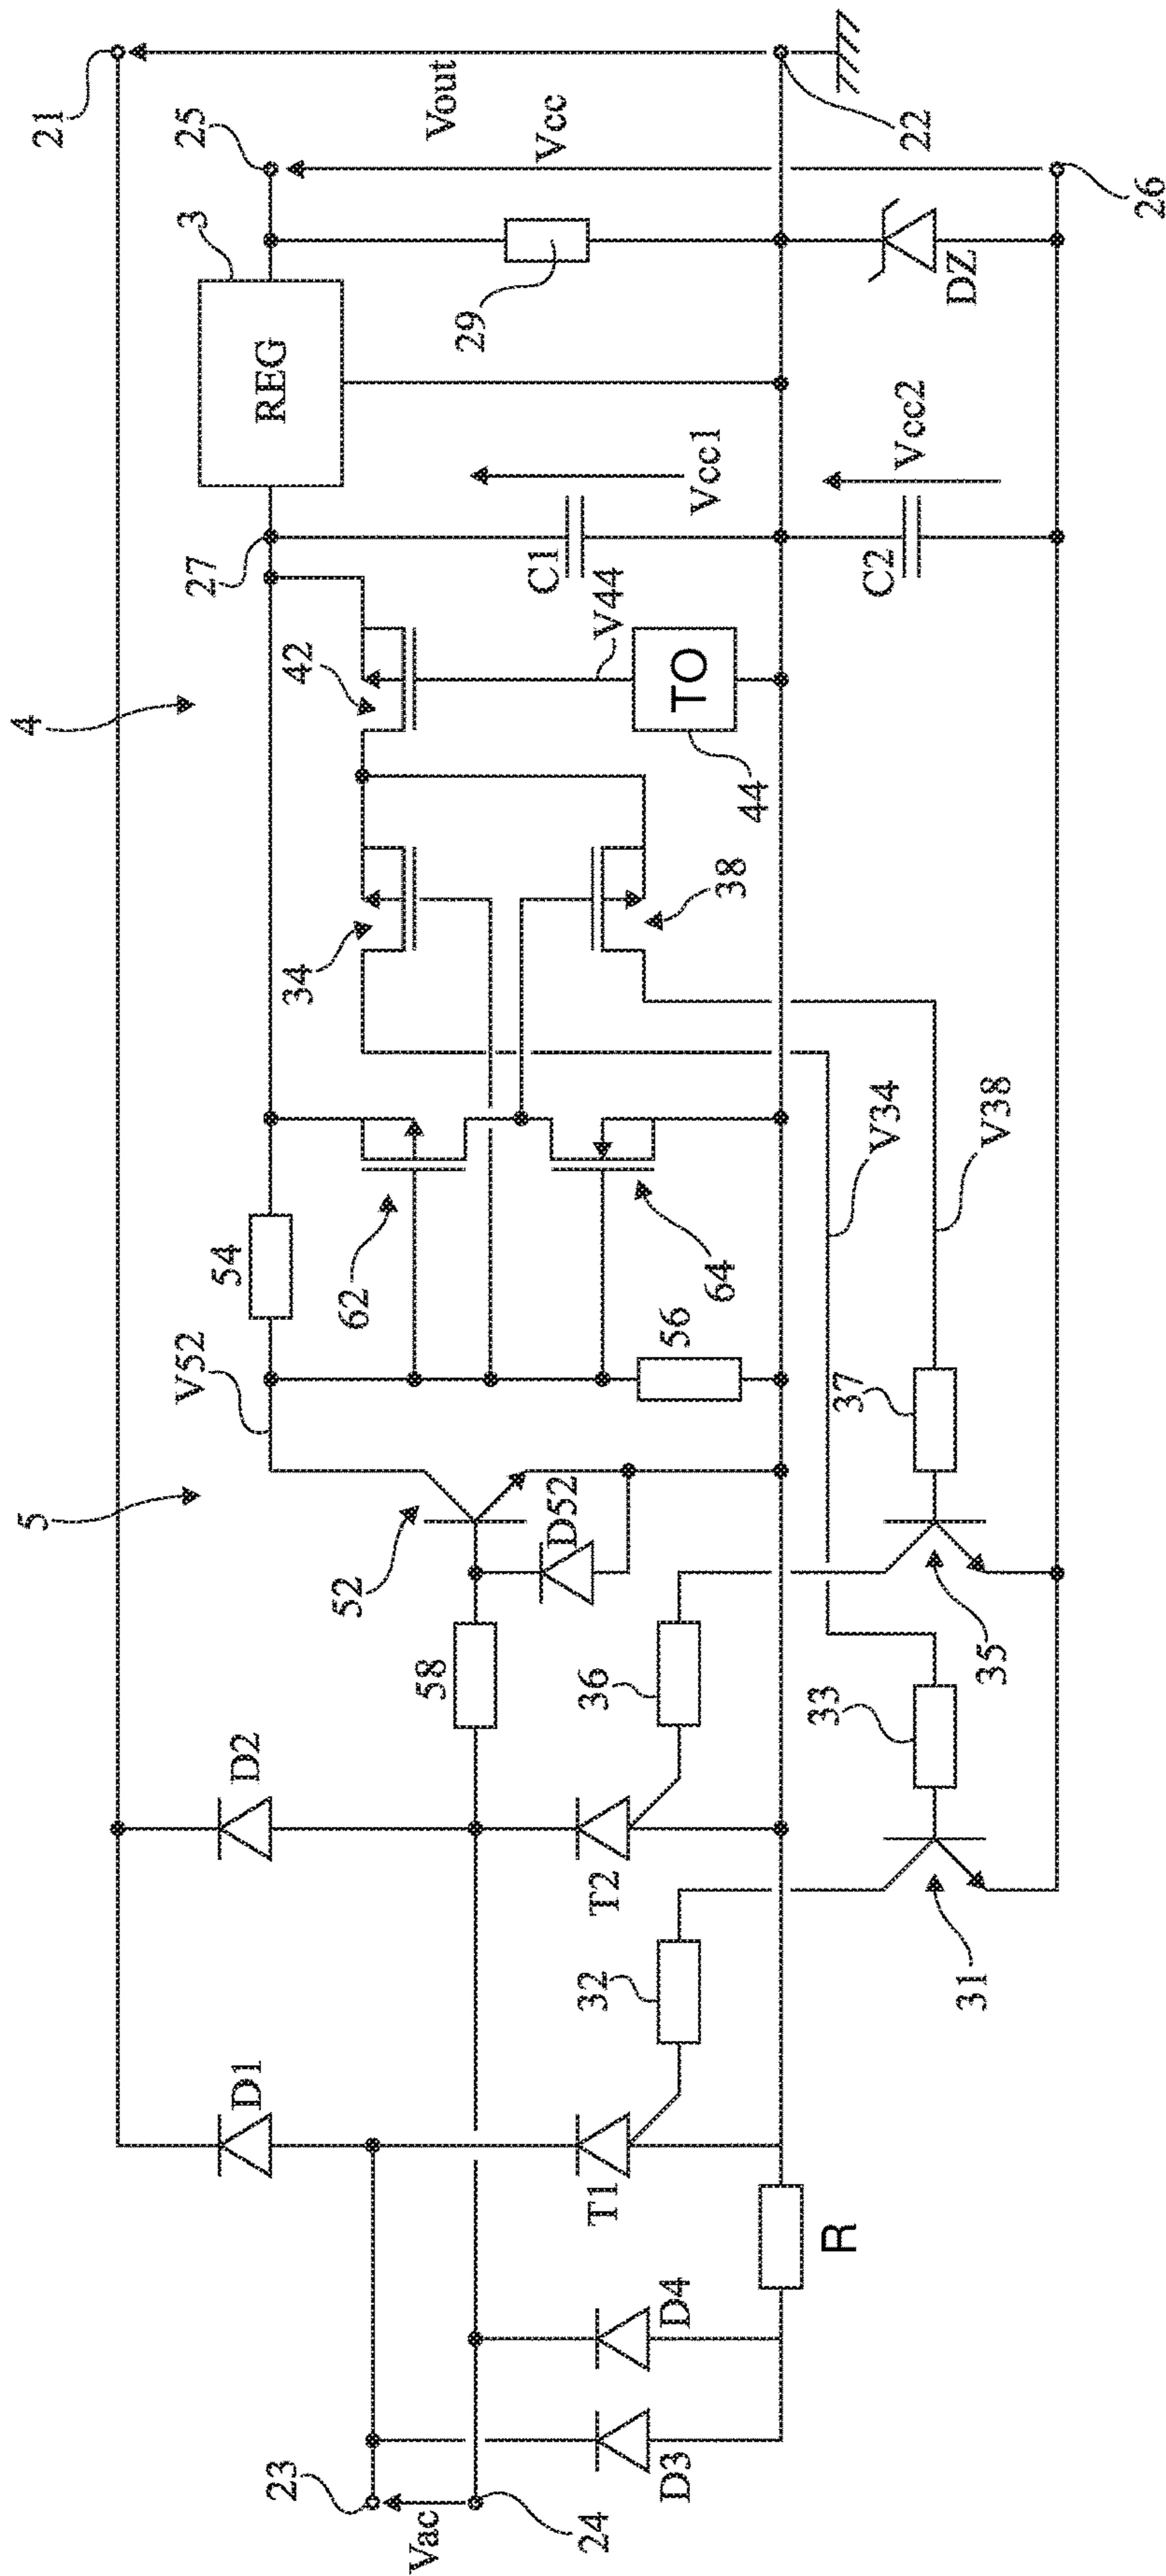 21
25
3
Vout
Vcc
22
26
REG
29
DZ
4
27
42
C1
V44
TO
44
Vcc1
Vcc2
C2
34
38
5
V52
54
62
64
56
V34
V38
37
52
D52
58
36
35
33
D2
T2
32
31
D1
T1
R
D4
D3
23
Vac
24